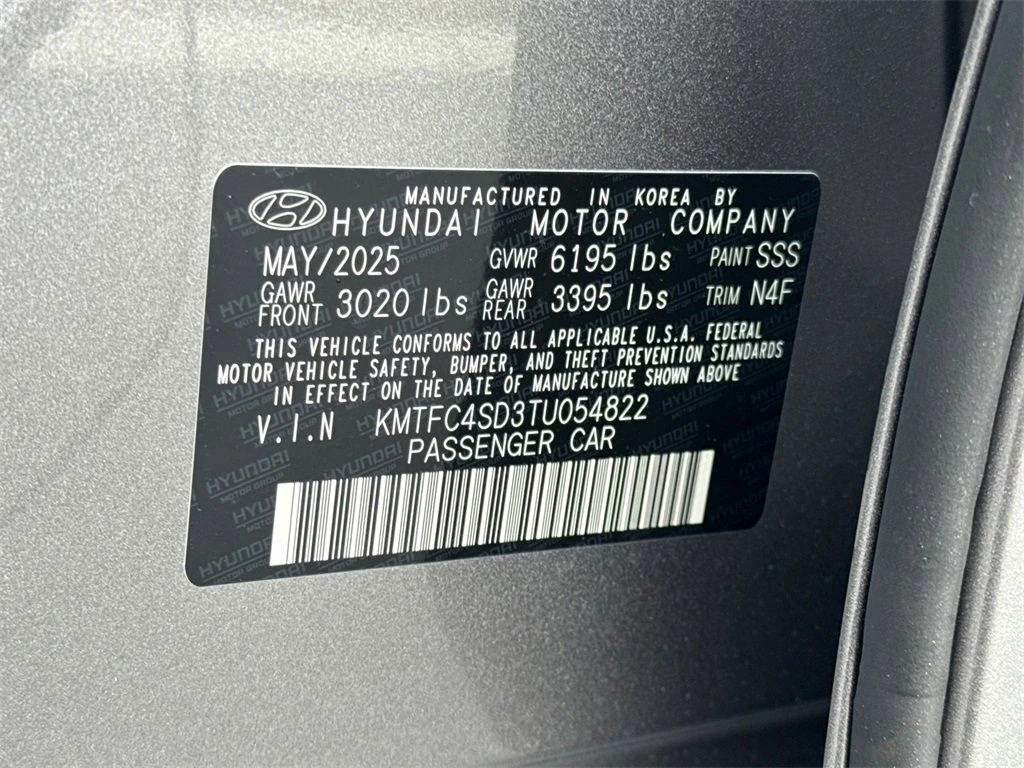 MANUFACTURED IN KOREA BY
HYUNDAI MOTOR COMPANY
MAY/2025 GVWR 6195 lbs PAINT SSS
GAWR FRONT 3020 lbs GAWR REAR 3395 lbs TRIM N4F
THIS VEHICLE CONFORMS TO ALL APPLICABLE U.S.A. FEDERAL
MOTOR VEHICLE SAFETY, BUMPER, AND THEFT PREVENTION STANDARDS
IN EFFECT ON THE DATE OF MANUFACTURE SHOWN ABOVE
V.I.N KMTFC4SD3TU054822
PASSENGER CAR